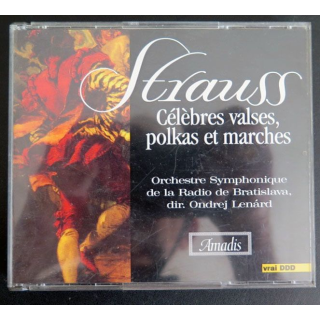 Strauss
Célèbres valses,
polkas et marches
Orchestre Symphonique
de la Radio de Bratislava,
dir. Ondrej Lenárd
Amadis
vrai DDD